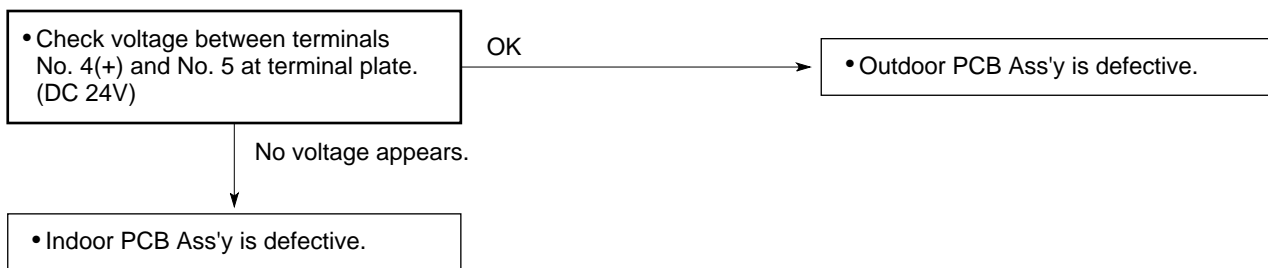 • Check voltage between terminals
No. 4(+) and No. 5 at terminal plate.
(DC 24V)
OK
• Outdoor PCB Ass'y is defective.
No voltage appears.
• Indoor PCB Ass'y is defective.